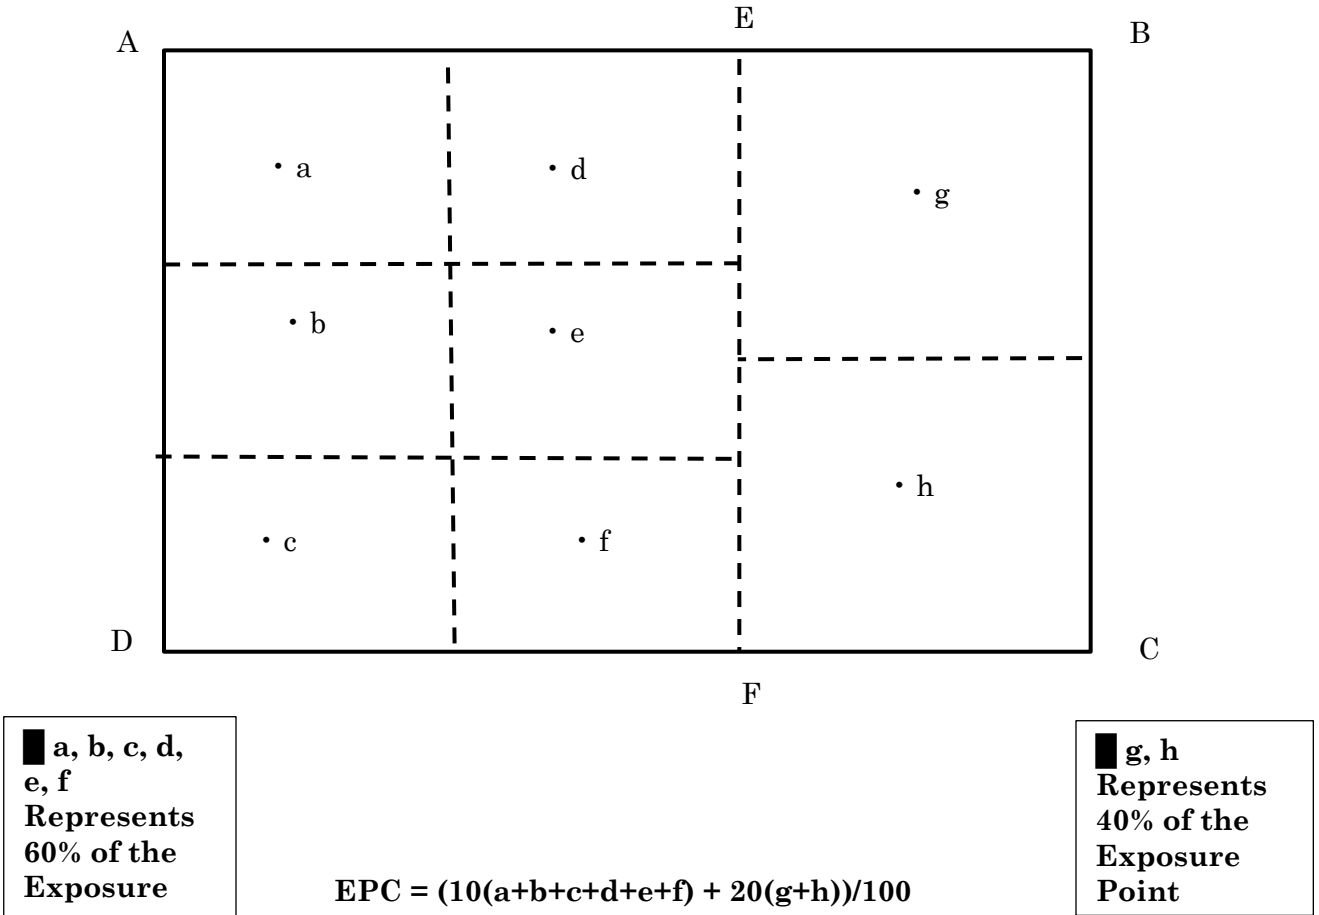 E
A
B
a
d
g
b
e
h
c
f
D
C
F
a, b, c, d,
e, f
Represents
60% of the
Exposure
g, h
Represents
40% of the
Exposure
Point
EPC = (10(a+b+c+d+e+f) + 20(g+h))/100